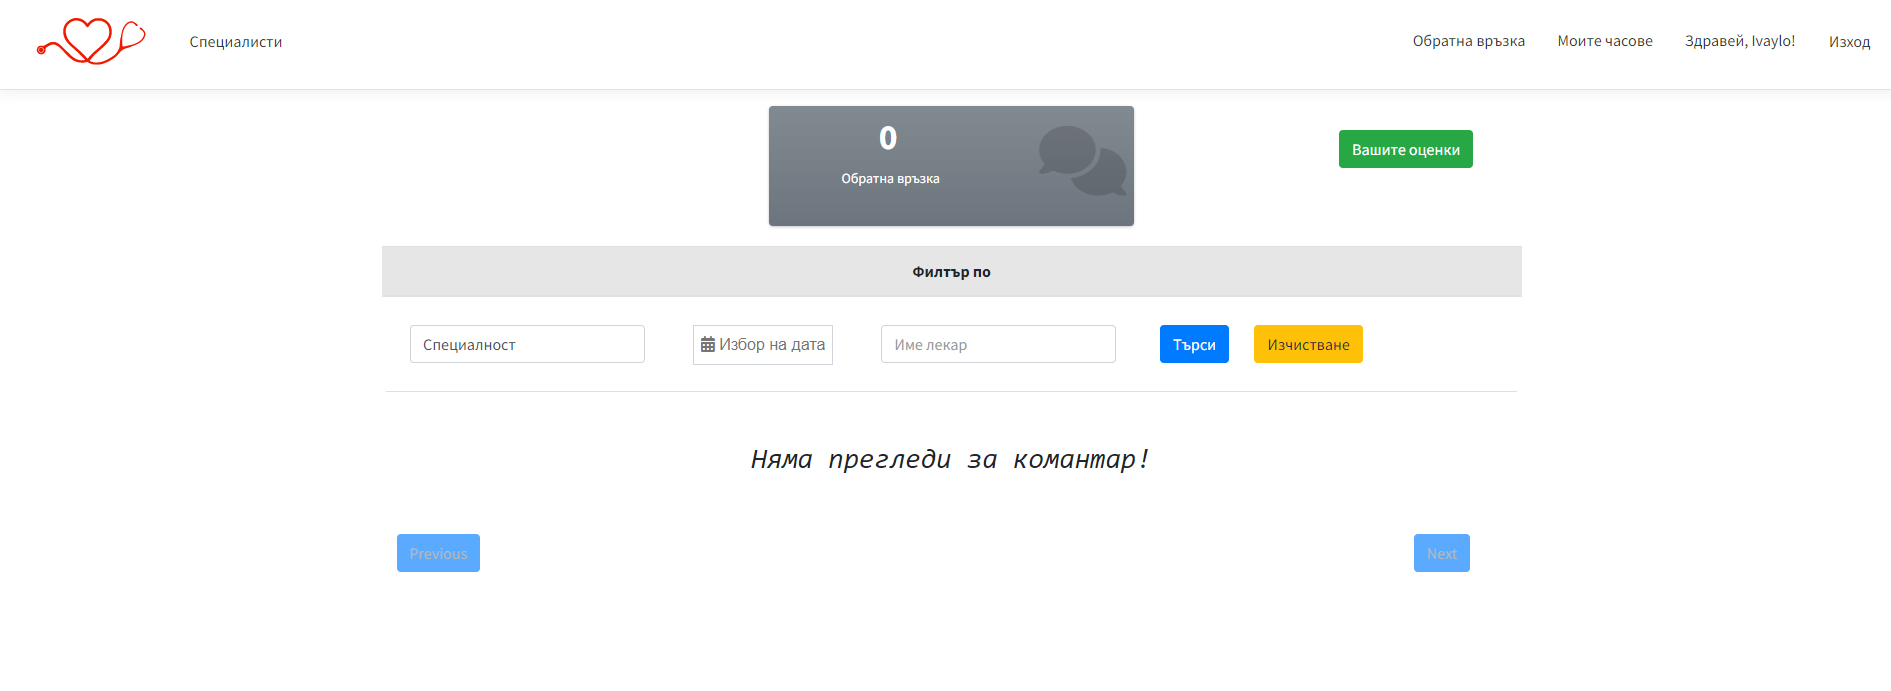 Специалисти
Обратна връзка
Моите часове
Здравей, Ivaylo!
Изход
0
Обратна връзка
Вашите оценки
Филтър по
Специалност
Избор на дата
Име лекар
Търси
Изчистване
Няма прегледи за комантар!
Previous
Next